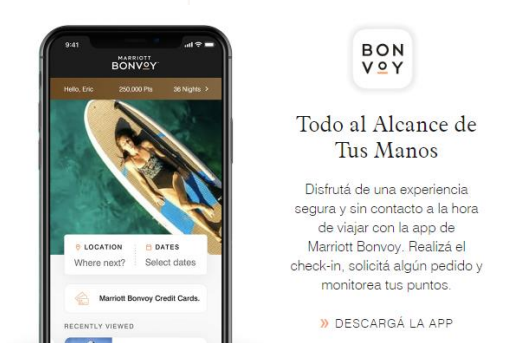 9:41
MARRIOTT
BONVOY
Hello, Eric 250,000 Pts 36 Nights >
LOCATION DATES
Where next? Select dates
Marriott Bonvoy Credit Cards.
RECENTLY VIEWED
BON
VOY
Todo al Alcance de
Tus Manos
Disfrutá de una experiencia
segura y sin contacto a la hora
de viajar con la app de
Marriott Bonvoy. Realizá el
check-in, solicitá algún pedido y
monitorea tus puntos.
» DESCARGÁ LA APP